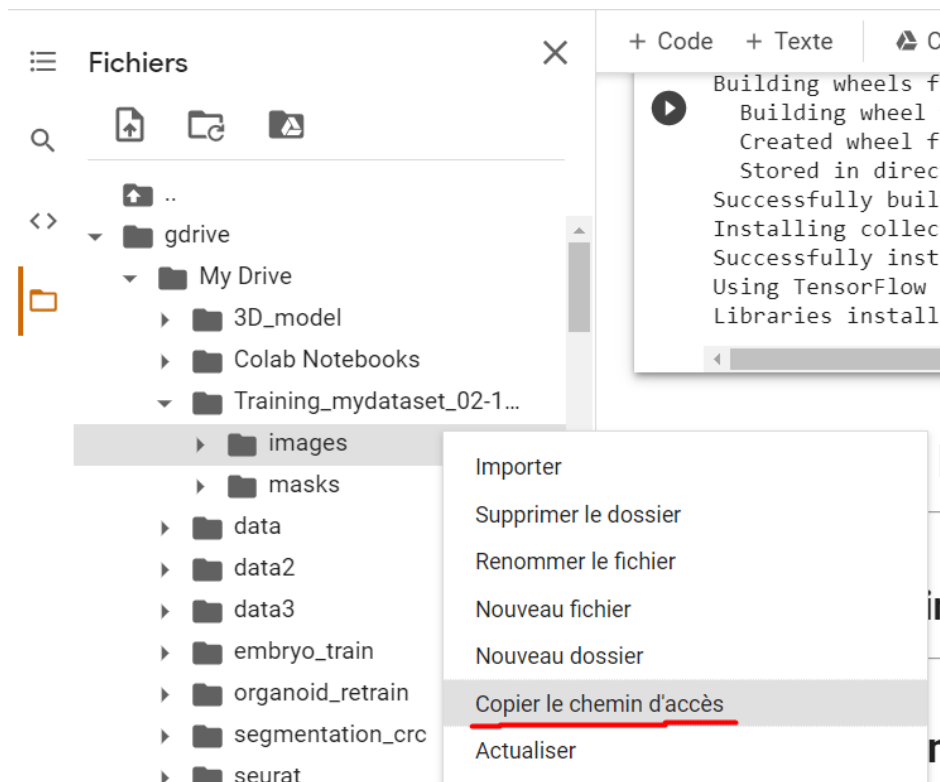 Fichiers
..
gdrive
My Drive
3D_model
Colab Notebooks
Training_mydataset_02-1...
images
masks
data
data2
data3
embryo_train
organoid_retrain
segmentation_crc
seurat
Importer
Supprimer le dossier
Renommer le fichier
Nouveau fichier
Nouveau dossier
Copier le chemin d'accès
Actualiser
+ Code + Texte C
Building wheels f
Building wheel
Created wheel f
Stored in direc
Successfully buil
Installing collec
Successfully inst
Using TensorFlow
Libraries install